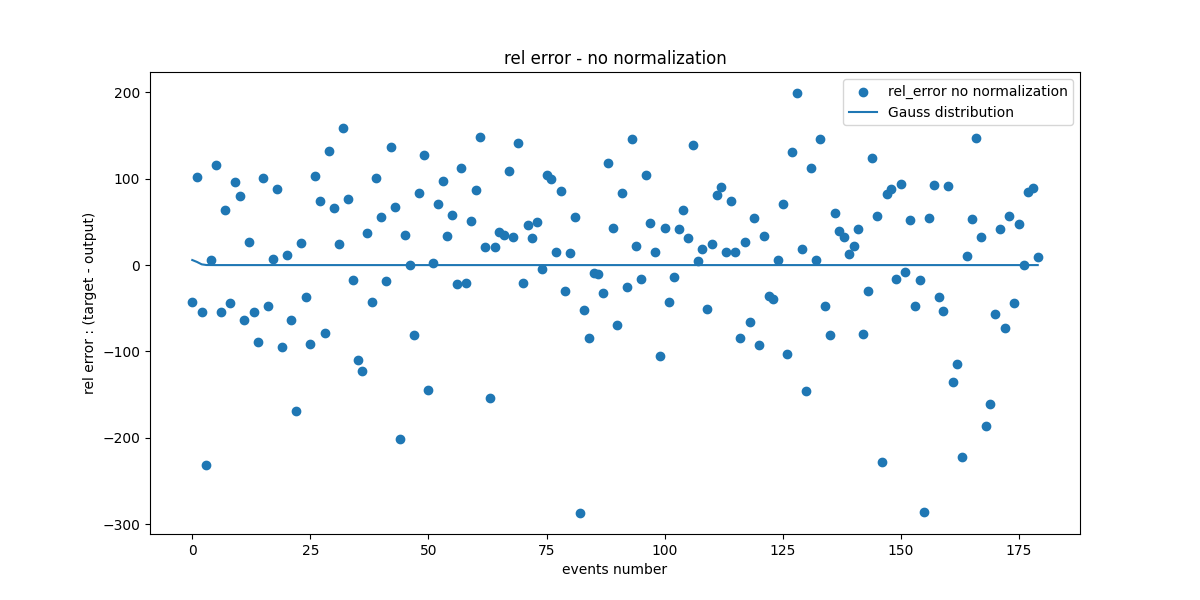 rel error - no normalization
rel_error no normalization
Gauss distribution
200
100
0
−100
−200
−300
rel error : (target - output)
0 25 50 75 100 125 150 175
events number